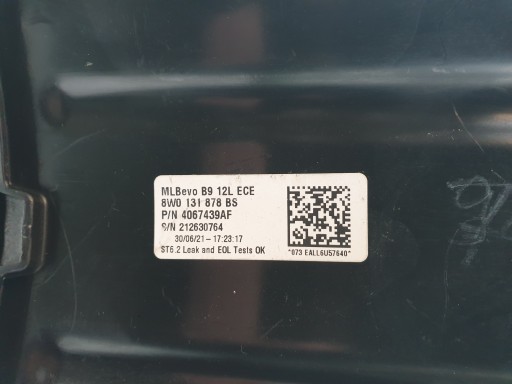 MLBevo B9 12L ECE
8W0 131 878 BS
P/N 4067439AF
S/N 212630764
30/06/21 - 17:23:17
ST6.2 Leak and EOL Tests OK
*073 EALL6U57640*